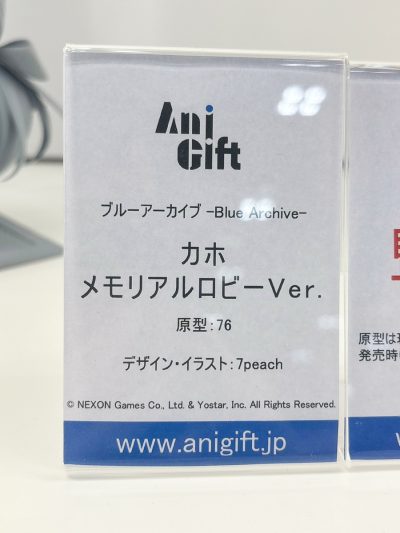 Ani
Gift
ブルーアーカイブ -Blue Archive-
カホ
メモリアルロビーVer.
原型:76
デザイン・イラスト:7peach
© NEXON Games Co., Ltd. & Yostar, Inc. All Rights Reserved.
www.anigift.jp
原型は
発売時
w